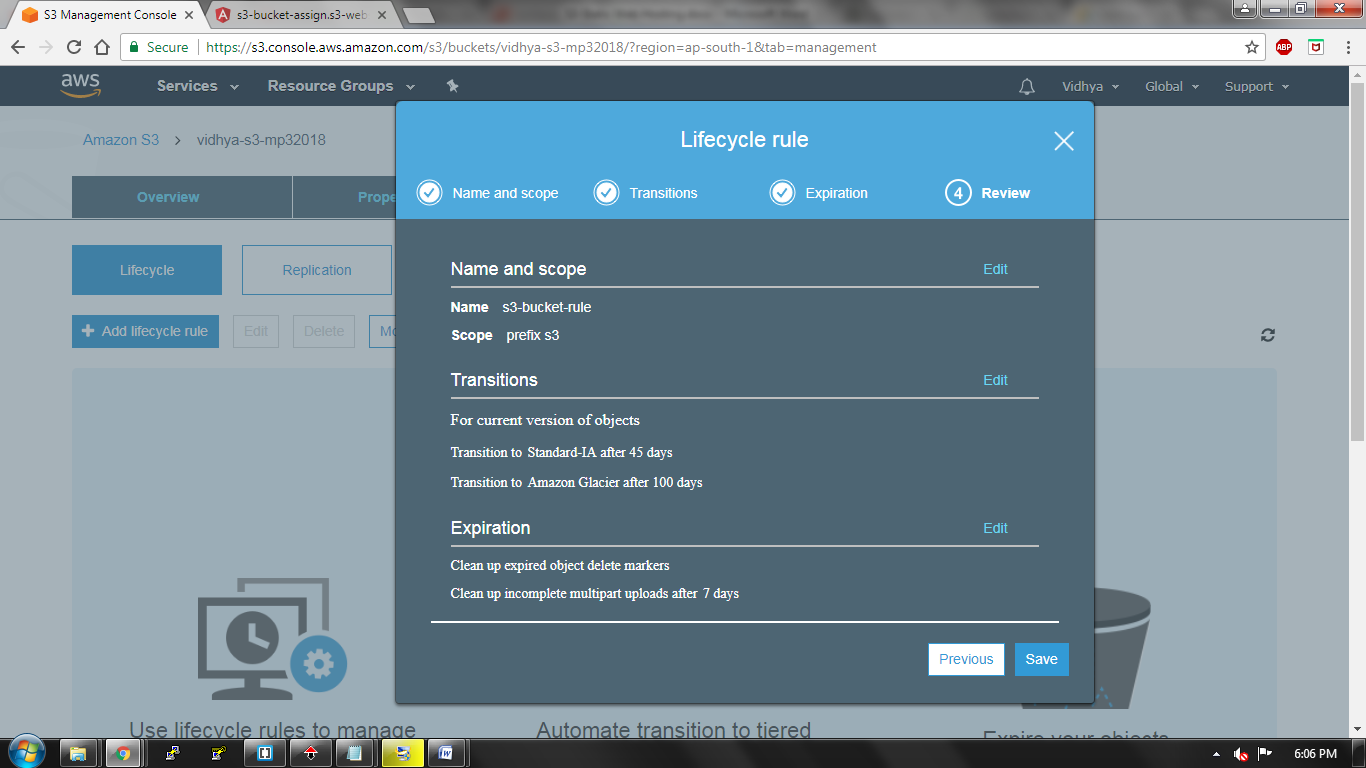 S3 Management Console
s3-bucket-assign.s3-web
Secure
https://s3.console.aws.amazon.com/s3/buckets/vidhya-s3-mp32018/?region=ap-south-1&tab=management
ABP
aws
Services
Resource Groups
Vidhya
Global
Support
Amazon S3 > vidhya-s3-mp32018
Overview
Prope
Lifecycle
Replication
+ Add lifecycle rule
Edit
Delete
Mo
Lifecycle rule
Name and scope
Transitions
Expiration
4 Review
Name and scope Edit
Name s3-bucket-rule
Scope prefix s3
Transitions Edit
For current version of objects
Transition to Standard-IA after 45 days
Transition to Amazon Glacier after 100 days
Expiration Edit
Clean up expired object delete markers
Clean up incomplete multipart uploads after 7 days
Previous
Save
Use lifecycle rules to manage
Automate transition to tiered
Expire your objects
6:06 PM